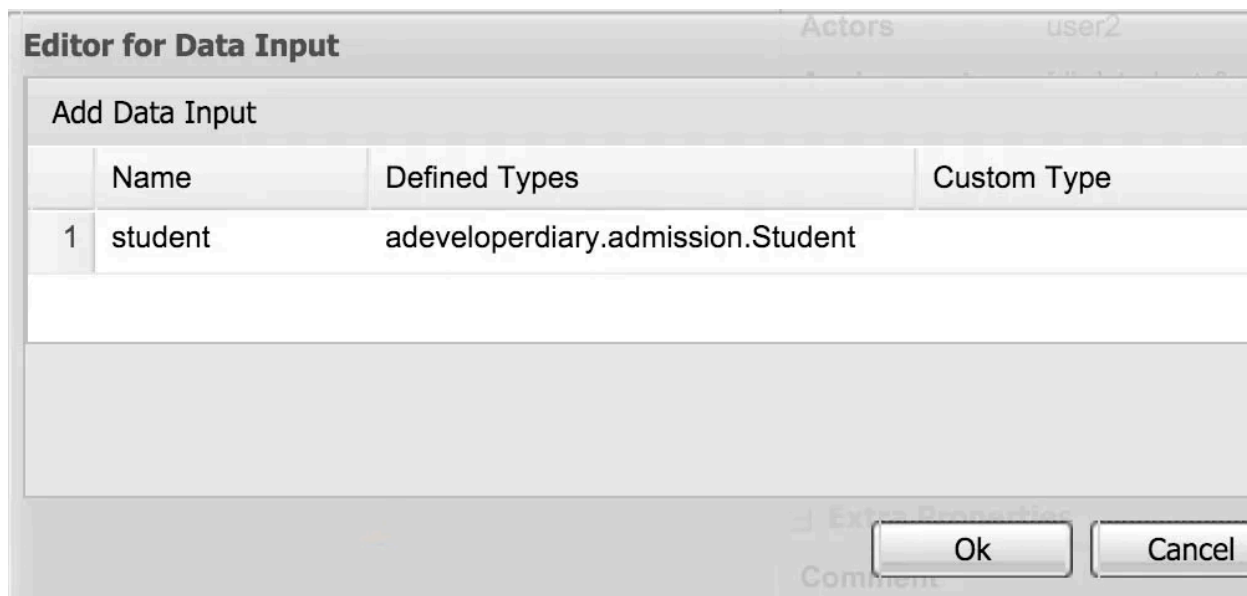 Actors user2
Editor for Data Input
Add Data Input
Name Defined Types Custom Type
1 student adeveloperdiary.admission.Student
Extra Properties
Ok Cancel
Comment